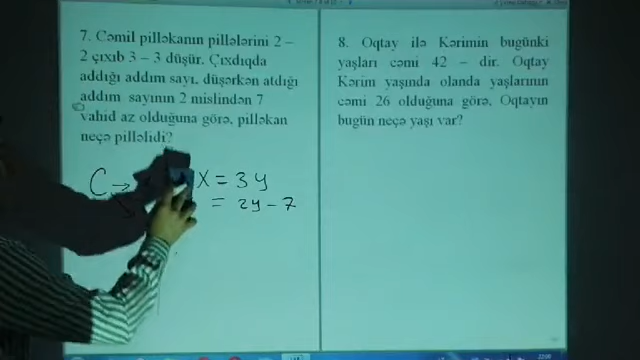 7. Cəmil pilləkanın pillələrini 2 –
2 çıxıb 3 – 3 düşür. Çıxdıqda
addığı addım sayı, düşərkən atdığı
addım sayının 2 mislindən 7
vahid az olduğuna görə, pilləkan
neçə pilləlidi?
C → X = 3y
= 2y – 7
8. Oqtay ilə Kərimin bugünki
yaşları cəmi 42 – dir. Oqtay
Kərim yaşında olanda yaşlarının
cəmi 26 olduğuna görə, Oqtayın
bugün neçə yaşı var?